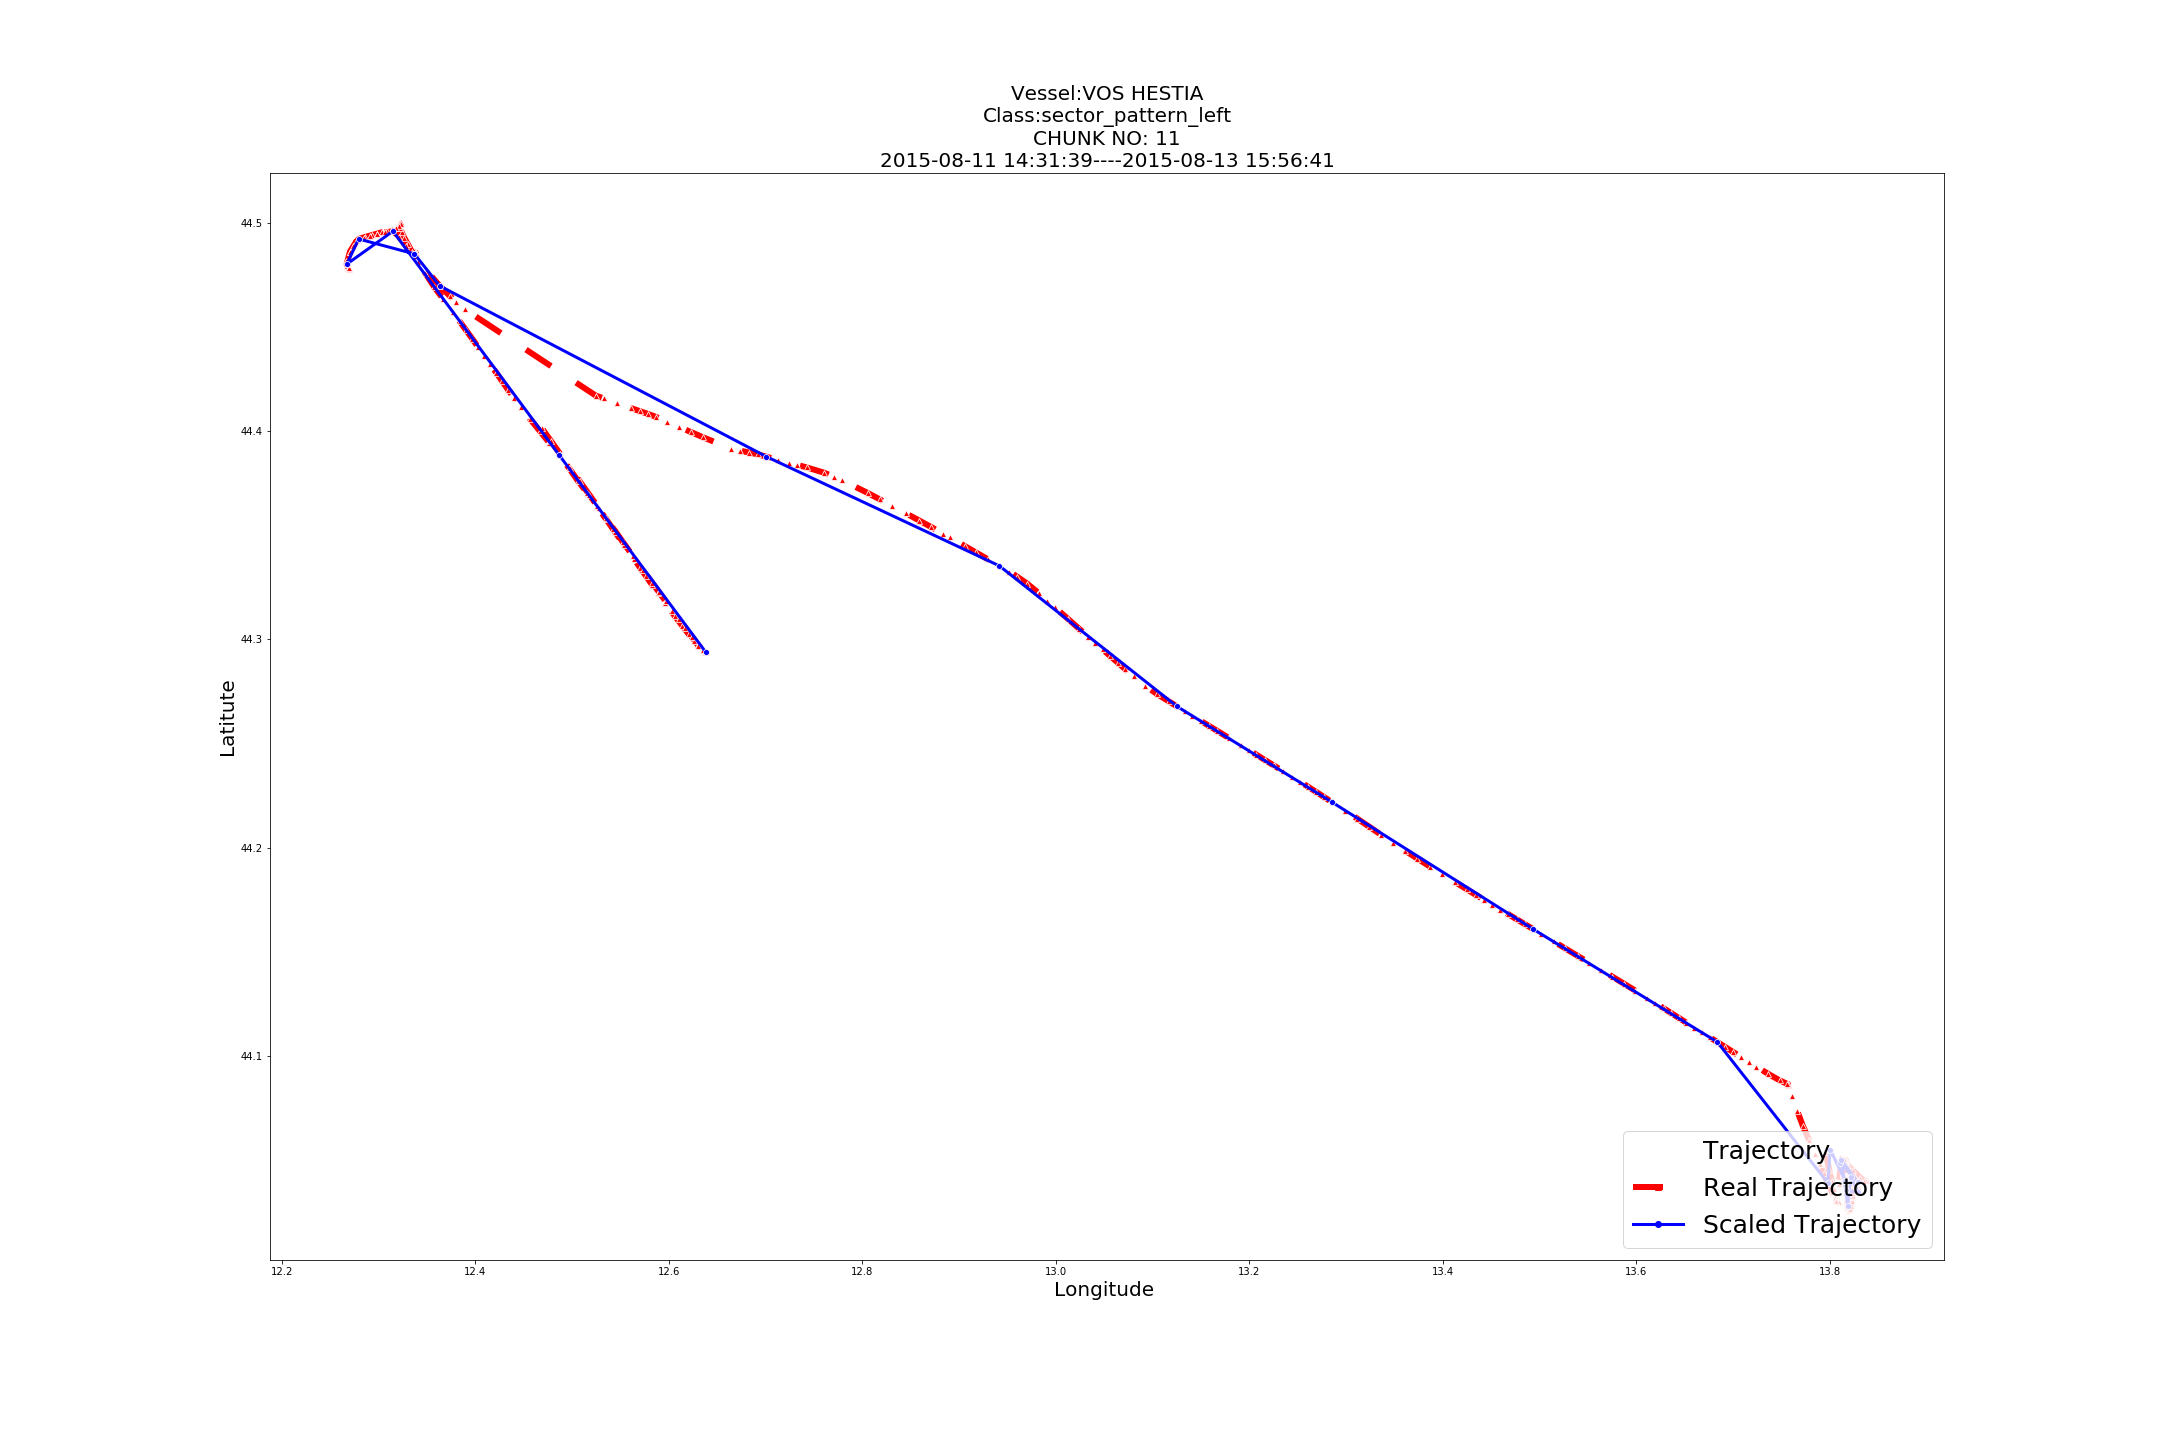 Vessel:VOS HESTIA
Class:sector_pattern_left
CHUNK NO: 11
2015-08-11 14:31:39----2015-08-13 15:56:41
44.5
44.4
44.3
44.2
44.1
Latitute
12.2 12.4 12.6 12.8 13.0 13.2 13.4 13.6 13.8
Longitude
Trajectory
Real Trajectory
Scaled Trajectory